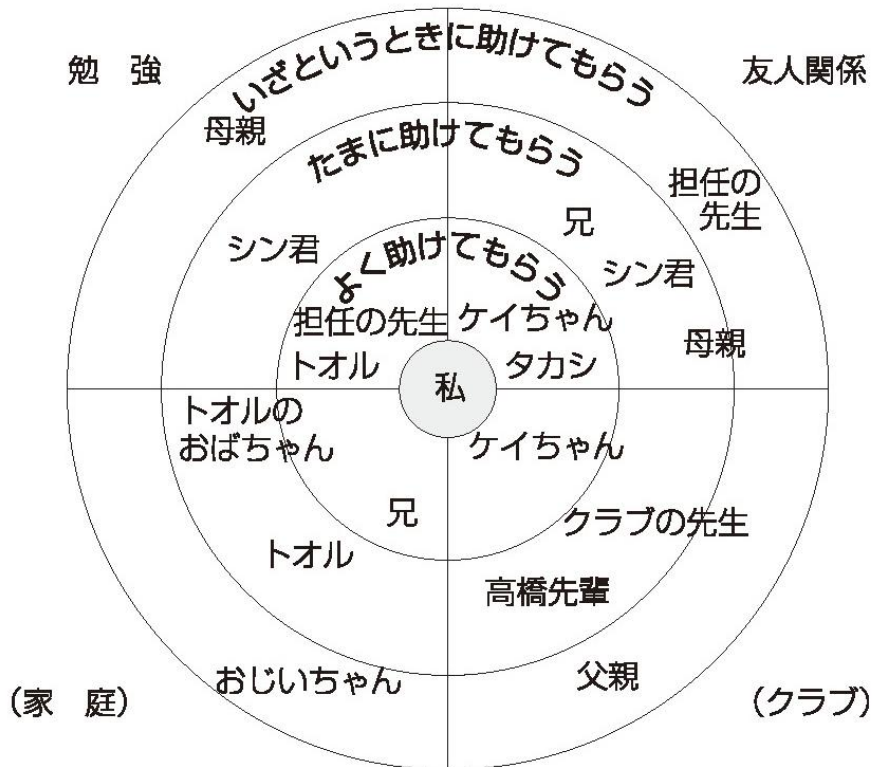 勉　強
友人関係
いざというときに助けてもらう
母親
たまに助けてもらう
担任の
先生
兄
シン君
シン君
よく助けてもらう
担任の先生
ケイちゃん
母親
トオル
タカシ
私
トオルの
おばちゃん
ケイちゃん
兄
クラブの先生
トオル
高橋先輩
おじいちゃん
父親
（家　庭）
（クラブ）